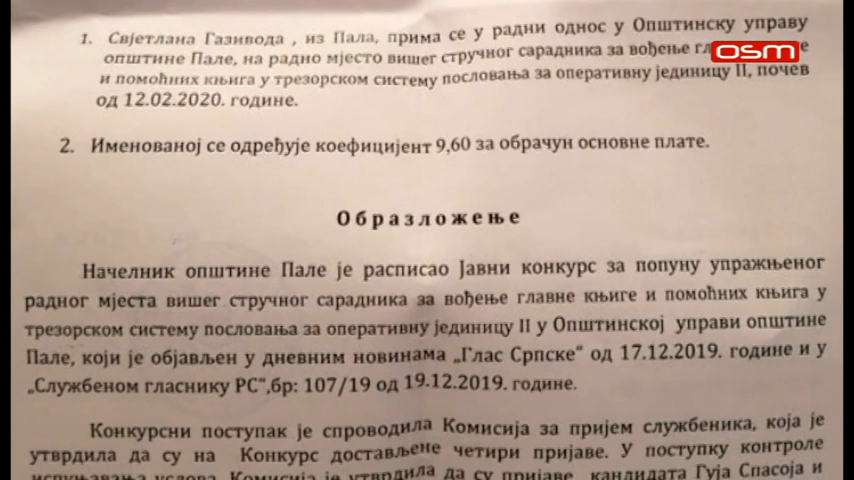 1. Свјетлана Газивода , из Пала, прима се у радни однос у Општинску управу
општине Пале, на радно мјесто вишег стручног сарадника за вођење гл е
osm
и помоћних књига у трезорском систему пословања за оперативну јединицу II, почев
од 12.02.2020. године.
2. Именованој се одређује коефицијент 9,60 за обрачун основне плате.
О б р а з л о ж е њ е
Начелник општине Пале је расписао Јавни конкурс за попуну упражњеног
радног мјеста вишег стручног сарадника за вођење главне књиге и помоћних књига у
трезорском систему пословања за оперативну јединицу II у Општинској управи општине
Пале, који је објављен у дневним новинама „Глас Српске“ од 17.12.2019. године и у
„Службеном гласнику РС“,бр: 107/19 од 19.12.2019. године.
Конкурсни поступак је спроводила Комисија за пријем службеника, која је
утврдила да су на Конкурс достављене четири пријаве. У поступку контроле
испуњавања услова, Комисија је утврдила да су пријаве кандидата Гуја Спасоја и